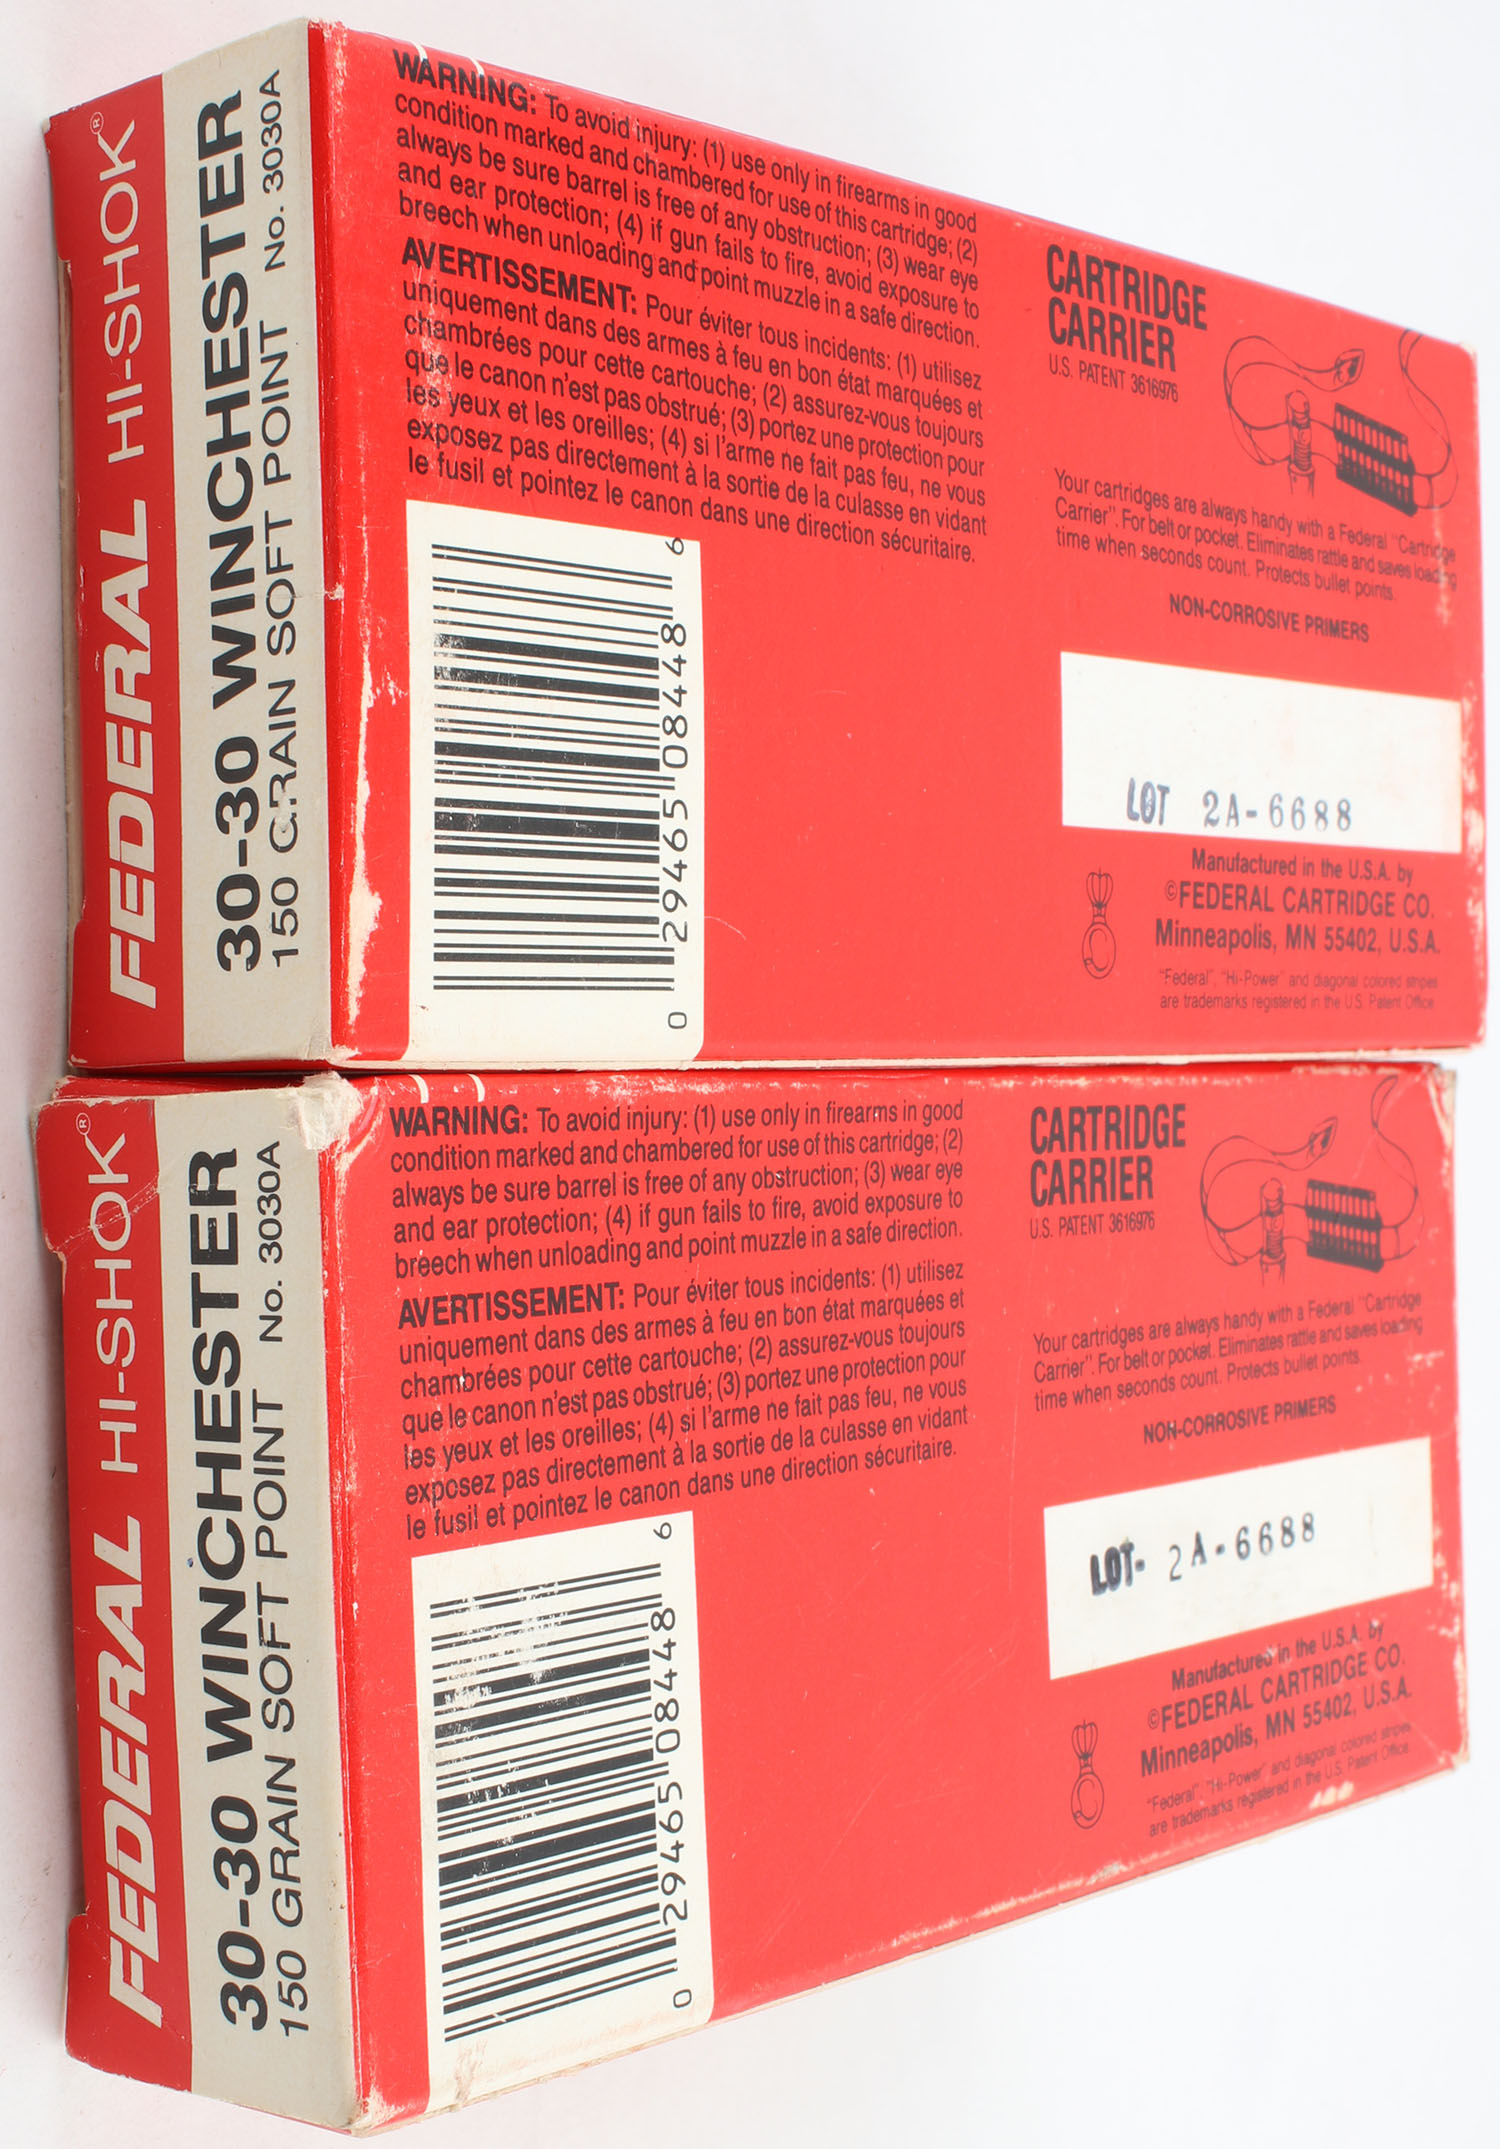 FEDERAL HI-SHOK®
30-30 WINCHESTER
150 GRAIN SOFT POINT No. 3030A
WARNING: To avoid injury: (1) use only in firearms in good
condition marked and chambered for use of this cartridge; (2)
always be sure barrel is free of any obstruction; (3) wear eye
and ear protection; (4) if gun fails to fire, avoid exposure to
breech when unloading and point muzzle in a safe direction.
AVERTISSEMENT: Pour éviter tous incidents: (1) utilisez
uniquement dans des armes à feu en bon état marquées et
chambrées pour cette cartouche; (2) assurez-vous toujours
que le canon n'est pas obstrué; (3) portez une protection pour
les yeux et les oreilles; (4) si l'arme ne fait pas feu, ne vous
exposez pas directement à la sortie de la culasse en vidant
le fusil et pointez le canon dans une direction sécuritaire.
0 29465 08448 6
CARTRIDGE
CARRIER
U.S. PATENT 3616976
Your cartridges are always handy with a Federal "Cartridge
Carrier". For belt or pocket. Eliminates rattle and saves loading
time when seconds count. Protects bullet points.
NON-CORROSIVE PRIMERS
LOT 2A-6688
Manufactured in the U.S.A. by
©FEDERAL CARTRIDGE CO.
Minneapolis, MN 55402, U.S.A.
"Federal", "Hi-Power" and diagonal colored stripes
are trademarks registered in the U.S. Patent Office
FEDERAL HI-SHOK®
30-30 WINCHESTER
150 GRAIN SOFT POINT No. 3030A
WARNING: To avoid injury: (1) use only in firearms in good
condition marked and chambered for use of this cartridge; (2)
always be sure barrel is free of any obstruction; (3) wear eye
and ear protection; (4) if gun fails to fire, avoid exposure to
breech when unloading and point muzzle in a safe direction.
AVERTISSEMENT: Pour éviter tous incidents: (1) utilisez
uniquement dans des armes à feu en bon état marquées et
chambrées pour cette cartouche; (2) assurez-vous toujours
que le canon n'est pas obstrué; (3) portez une protection pour
les yeux et les oreilles; (4) si l'arme ne fait pas feu, ne vous
exposez pas directement à la sortie de la culasse en vidant
le fusil et pointez le canon dans une direction sécuritaire.
0 29465 08448 6
CARTRIDGE
CARRIER
U.S. PATENT 3616976
Your cartridges are always handy with a Federal "Cartridge
Carrier". For belt or pocket. Eliminates rattle and saves loading
time when seconds count. Protects bullet points.
NON-CORROSIVE PRIMERS
LOT- 2A-6688
Manufactured in the U.S.A. by
©FEDERAL CARTRIDGE CO.
Minneapolis, MN 55402, U.S.A.
"Federal", "Hi-Power" and diagonal colored stripes
are trademarks registered in the U.S. Patent Office